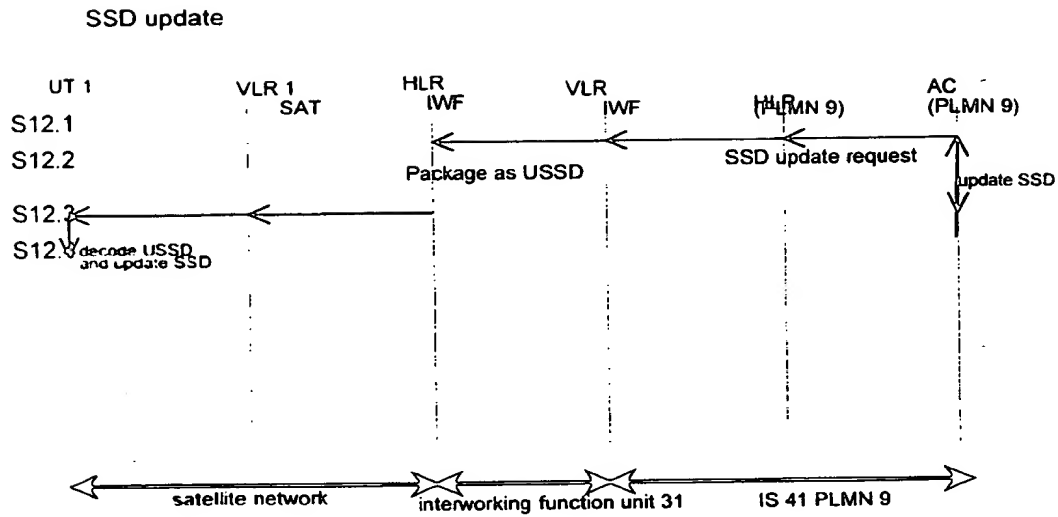 SSD update
UT 1
VLR 1
SAT
HLR
IWF
VLR
IWF
HLR
(PLMN 9)
AC
(PLMN 9)
S12.1
S12.2
SSD update request
Package as USSD
update SSD
S12.
S12.
decode USSD
and update SSD
satellite network
interworking function unit 31
IS 41 PLMN 9